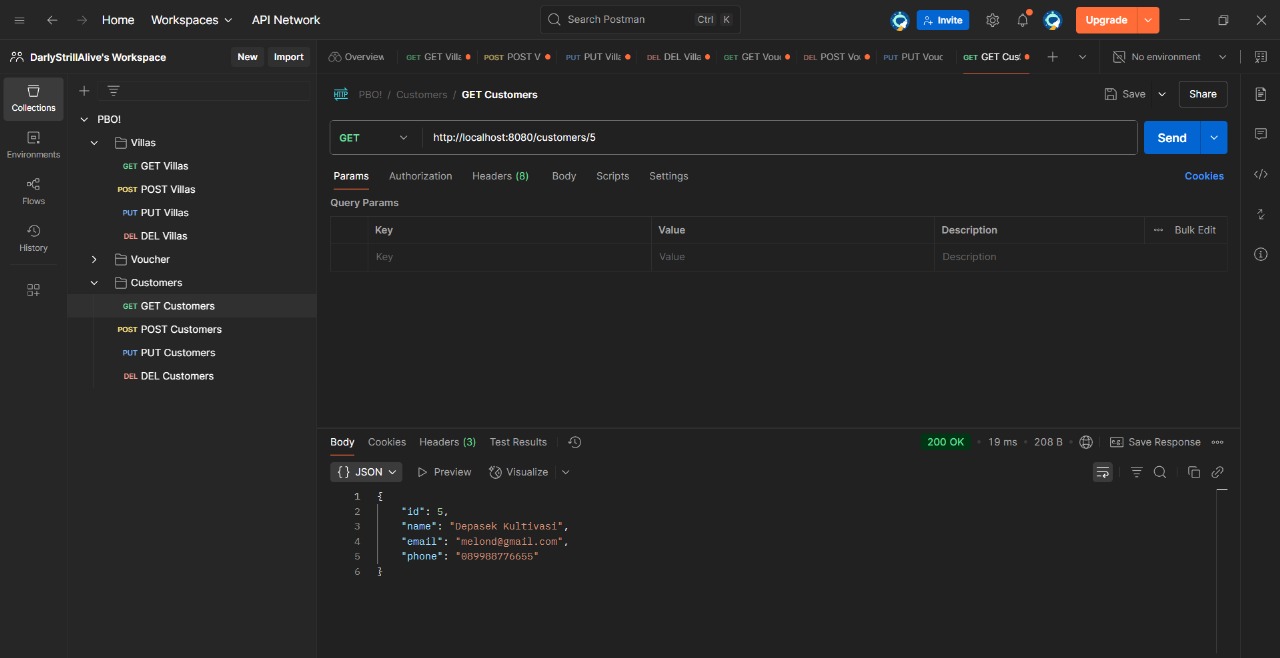 Home Workspaces API Network Search Postman Ctrl K Invite Upgrade
DarlyStrillAlive's Workspace New Import
Overview GET Villa POST V PUT Villa DEL Villa GET Vouc POST Vou PUT Vouc GET Cust No environment
Collections
Environments
Flows
History
PBO!
Villas
GET GET Villas
POST POST Villas
PUT PUT Villas
DEL DEL Villas
Voucher
Customers
GET GET Customers
POST POST Customers
PUT PUT Customers
DEL DEL Customers
HTTP PBO! / Customers / GET Customers Save Share
GET http://localhost:8080/customers/5 Send
Params Authorization Headers (8) Body Scripts Settings Cookies
Query Params
Key Value Description Bulk Edit
Key Value Description
Body Cookies Headers (3) Test Results 200 OK • 19 ms • 208 B Save Response
{} JSON Preview Visualize
1 {
2 "id": 5,
3 "name": "Depasek Kultivasi",
4 "email": "melond@gmail.com",
5 "phone": "089988776655"
6 }